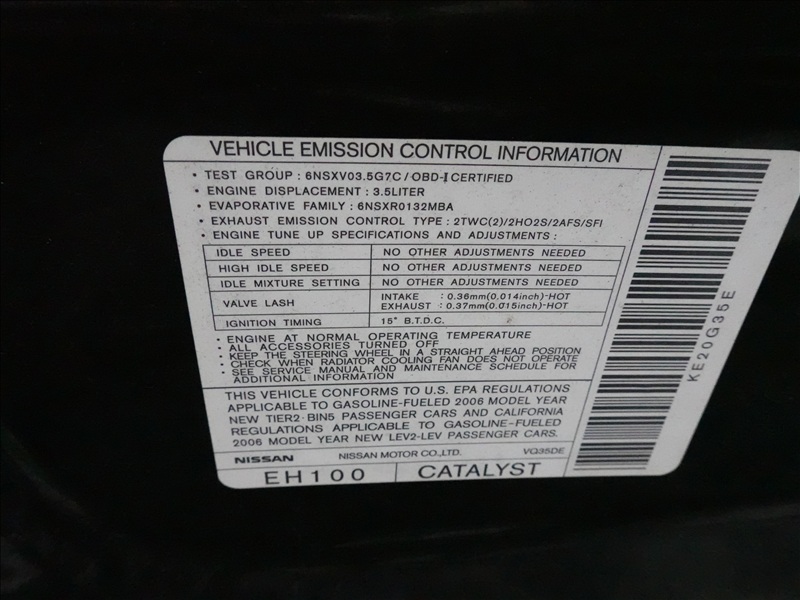 VEHICLE EMISSION CONTROL INFORMATION
• TEST GROUP : 6NSXV03.5G7C / OBD-II CERTIFIED
• ENGINE DISPLACEMENT : 3.5LITER
• EVAPORATIVE FAMILY : 6NSXR0132MBA
• EXHAUST EMISSION CONTROL TYPE : 2TWC(2)/2HO2S/2AFS/SFI
• ENGINE TUNE UP SPECIFICATIONS AND ADJUSTMENTS :
IDLE SPEED NO OTHER ADJUSTMENTS NEEDED
HIGH IDLE SPEED NO OTHER ADJUSTMENTS NEEDED
IDLE MIXTURE SETTING NO OTHER ADJUSTMENTS NEEDED
VALVE LASH INTAKE : 0.36mm(0.014inch)-HOT
EXHAUST : 0.37mm(0.015inch)-HOT
IGNITION TIMING 15° B.T.D.C.
• ENGINE AT NORMAL OPERATING TEMPERATURE
• ALL ACCESSORIES TURNED OFF
• KEEP THE STEERING WHEEL IN A STRAIGHT AHEAD POSITION
• CHECK WHEN RADIATOR COOLING FAN DOES NOT OPERATE
• SEE SERVICE MANUAL AND MAINTENANCE SCHEDULE FOR
ADDITIONAL INFORMATION
THIS VEHICLE CONFORMS TO U.S. EPA REGULATIONS
APPLICABLE TO GASOLINE-FUELED 2006 MODEL YEAR
NEW TIER2·BIN5 PASSENGER CARS AND CALIFORNIA
REGULATIONS APPLICABLE TO GASOLINE-FUELED
2006 MODEL YEAR NEW LEV2-LEV PASSENGER CARS.
NISSAN NISSAN MOTOR CO.,LTD. VQ35DE
EH100 CATALYST
KE20G35E